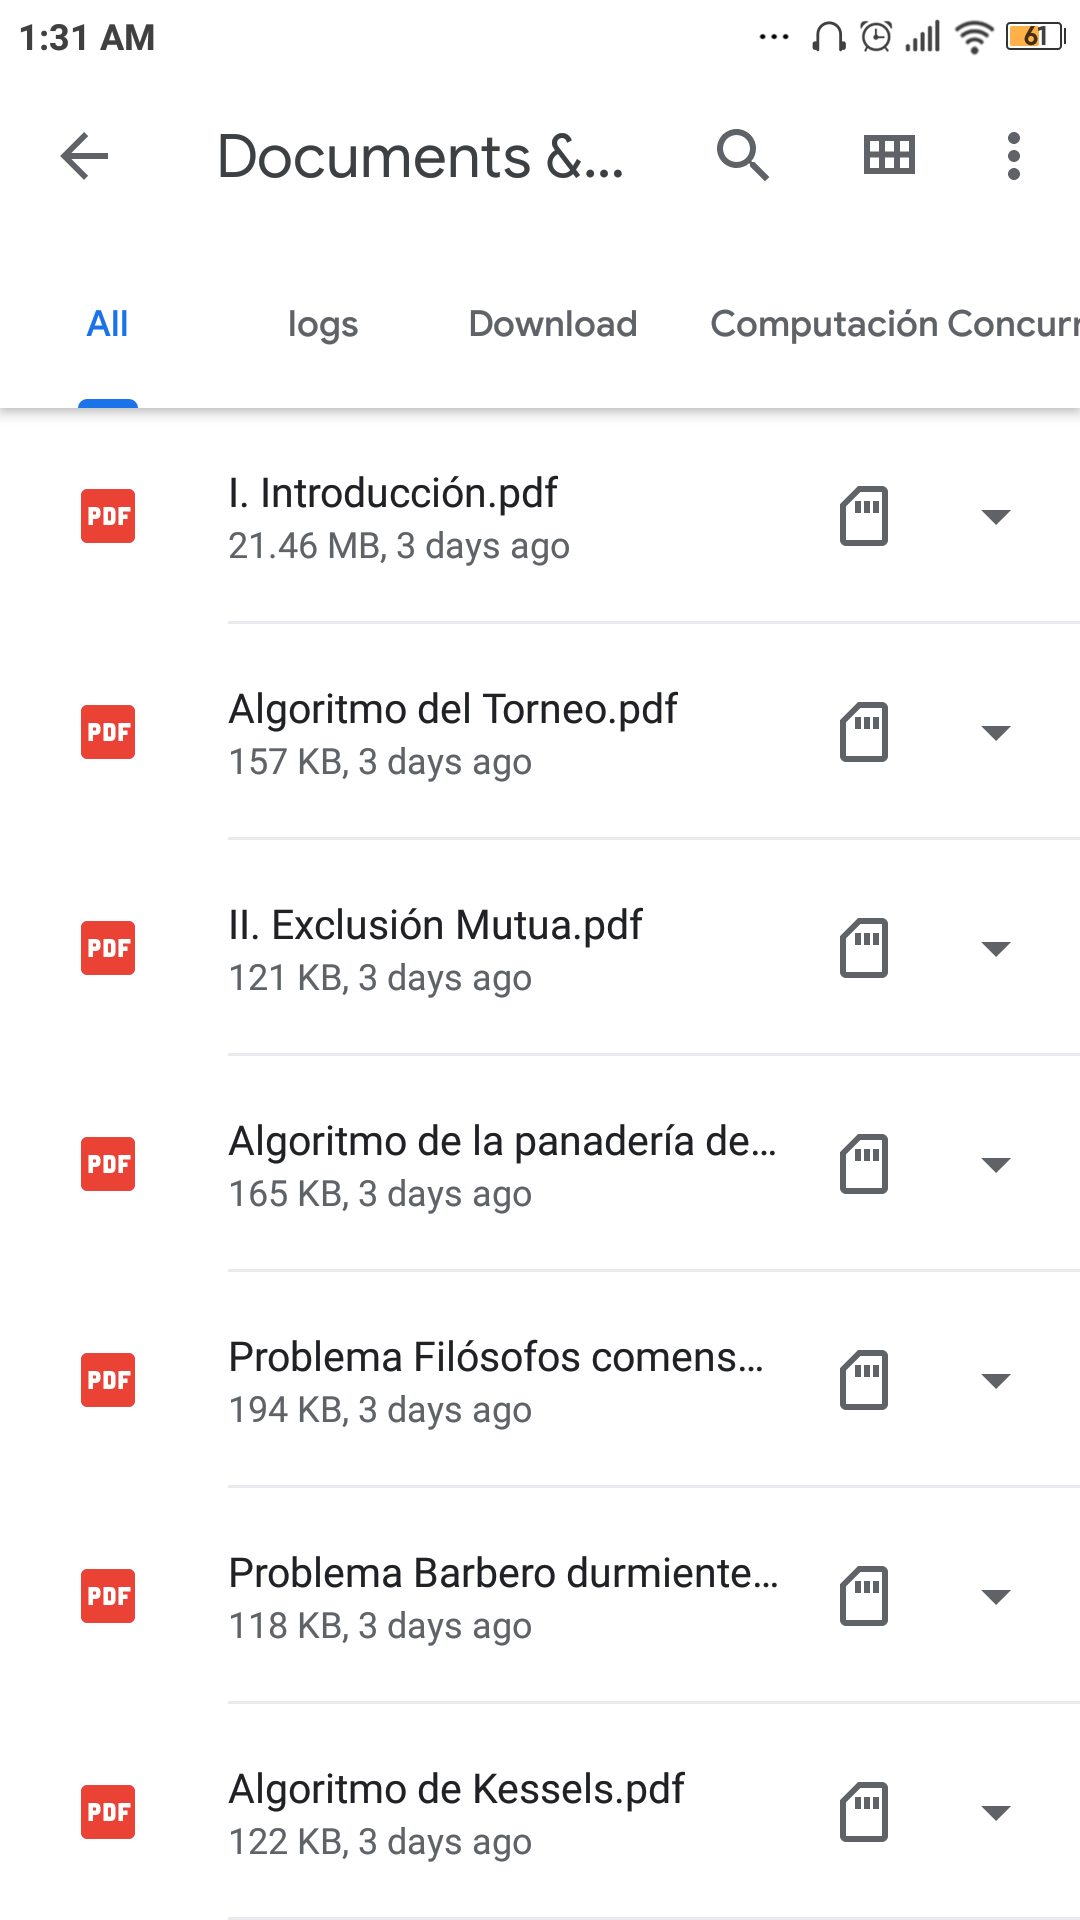 1:31 AM
61
Documents &...
All
logs
Download
Computación Concurr
PDF
I. Introducción.pdf
21.46 MB, 3 days ago
PDF
Algoritmo del Torneo.pdf
157 KB, 3 days ago
PDF
II. Exclusión Mutua.pdf
121 KB, 3 days ago
PDF
Algoritmo de la panadería de...
165 KB, 3 days ago
PDF
Problema Filósofos comens...
194 KB, 3 days ago
PDF
Problema Barbero durmiente...
118 KB, 3 days ago
PDF
Algoritmo de Kessels.pdf
122 KB, 3 days ago